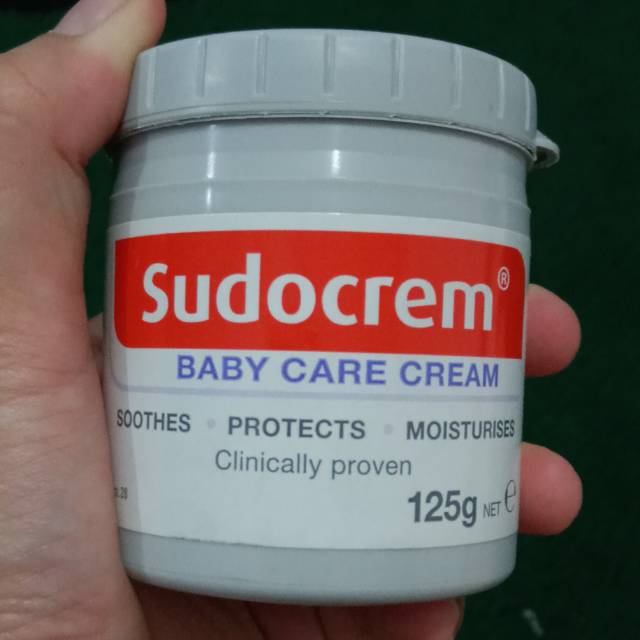 Sudocrem®
BABY CARE CREAM
SOOTHES • PROTECTS • MOISTURISES
Clinically proven
125g NET ℮